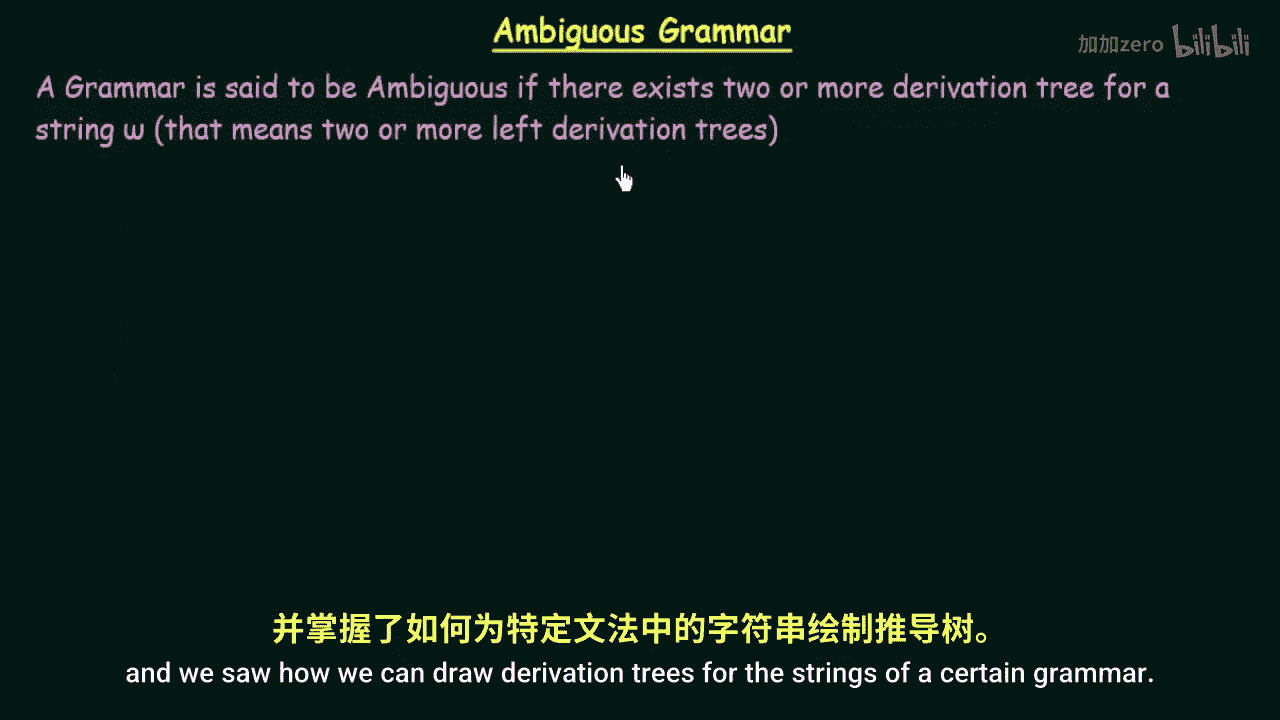 Ambiguous Grammar
加加zero bilibili
A Grammar is said to be Ambiguous if there exists two or more derivation tree for a
string w (that means two or more left derivation trees)
并掌握了如何为特定文法中的字符串绘制推导树。
and we saw how we can draw derivation trees for the strings of a certain grammar.